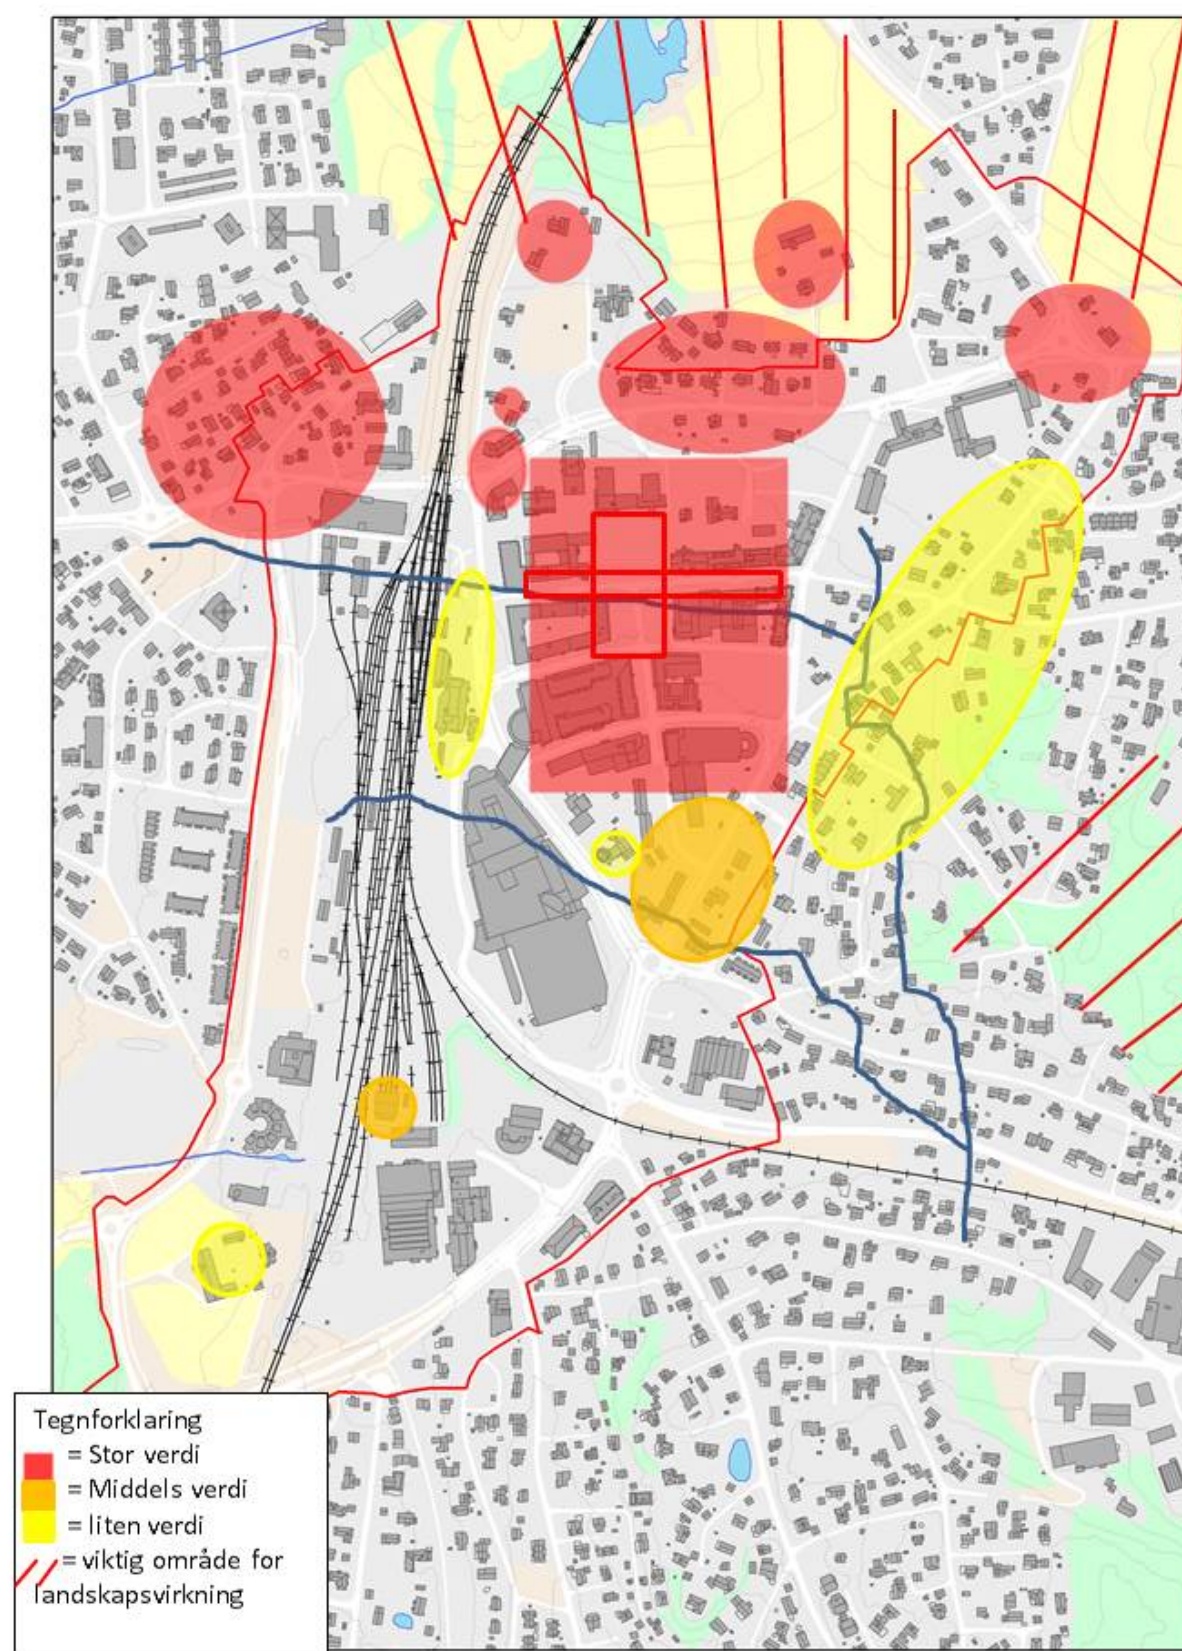 Tegnforklaring
= Stor verdi
= Middels verdi
= liten verdi
= viktig område for
landskapsvirkning